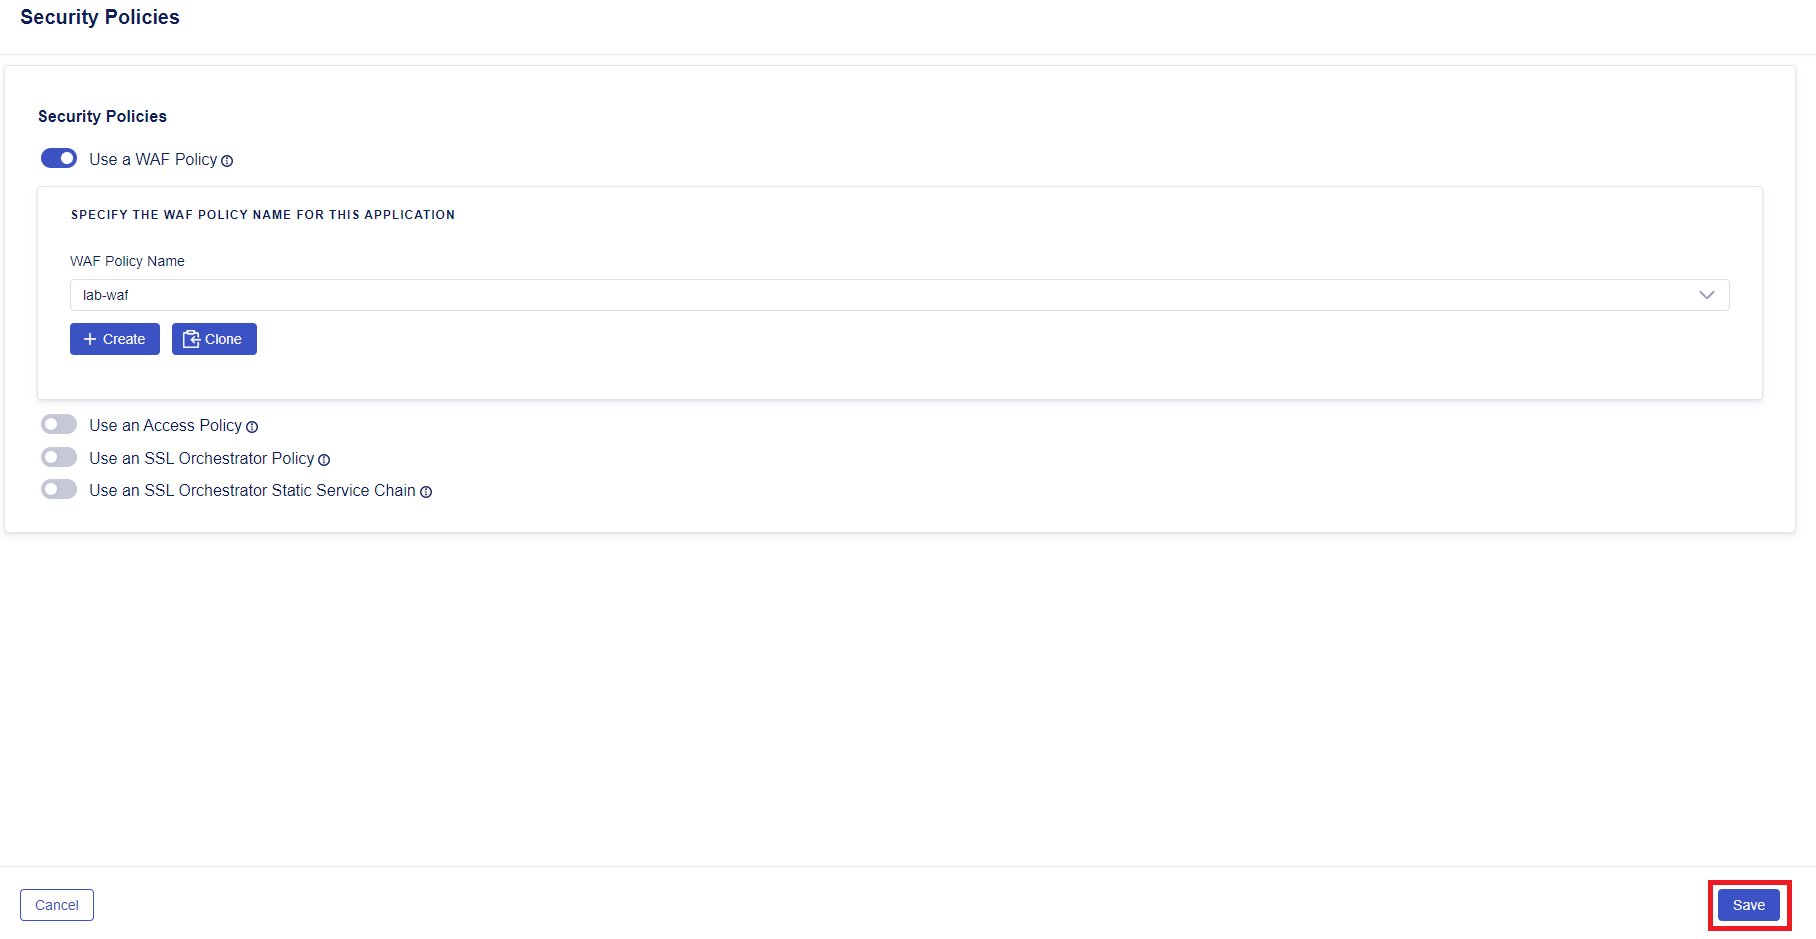 Security Policies
Security Policies
Use a WAF Policy
SPECIFY THE WAF POLICY NAME FOR THIS APPLICATION
WAF Policy Name
lab-waf
Create
Clone
Use an Access Policy
Use an SSL Orchestrator Policy
Use an SSL Orchestrator Static Service Chain
Cancel
Save